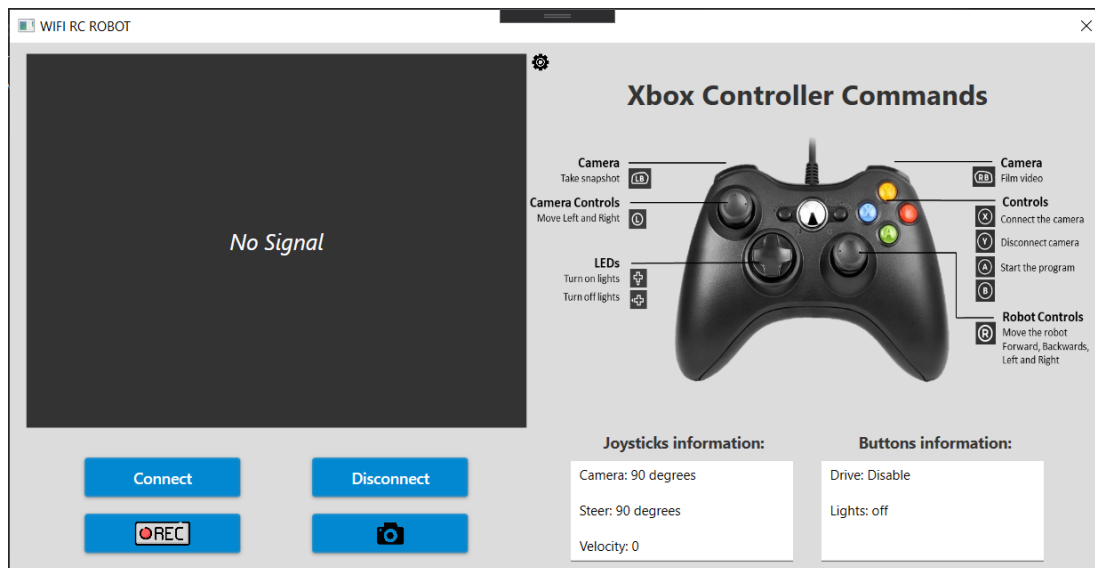 WIFI RC ROBOT
No Signal
Connect
Disconnect
REC
Xbox Controller Commands
Camera
Take snapshot
LB
Camera Controls
Move Left and Right
L
LEDs
Turn on lights
Turn off lights
Camera
RB
Film video
Controls
X
Connect the camera
Y
Disconnect camera
A
Start the program
B
Robot Controls
R
Move the robot
Forward, Backwards,
Left and Right
Y
X
B
A
Joysticks information:
Camera: 90 degrees
Steer: 90 degrees
Velocity: 0
Buttons information:
Drive: Disable
Lights: off